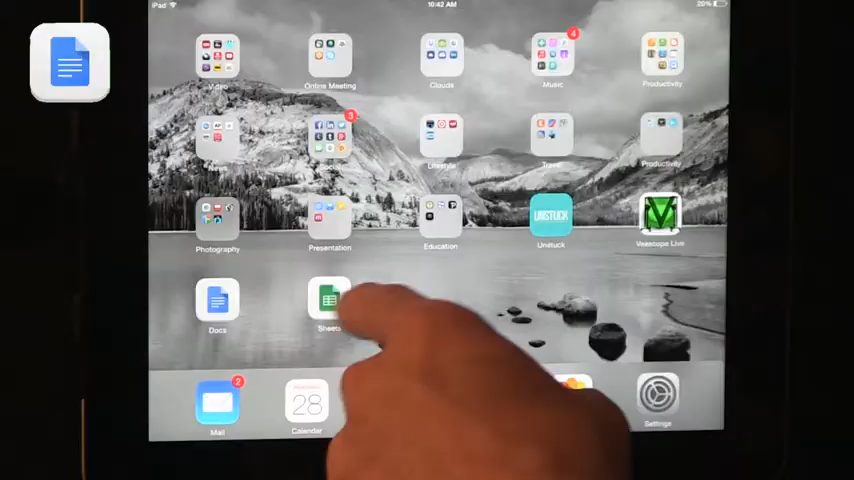 iPad 10:42 AM 20%
4
Video Online Meeting Clouds Music Productivity
3
Lifestyle Travel Productivity
UNSTUCK
Photography Presentation Education Unstuck Veescope Live
Docs Sheets
2
28
Mail Calendar Settings